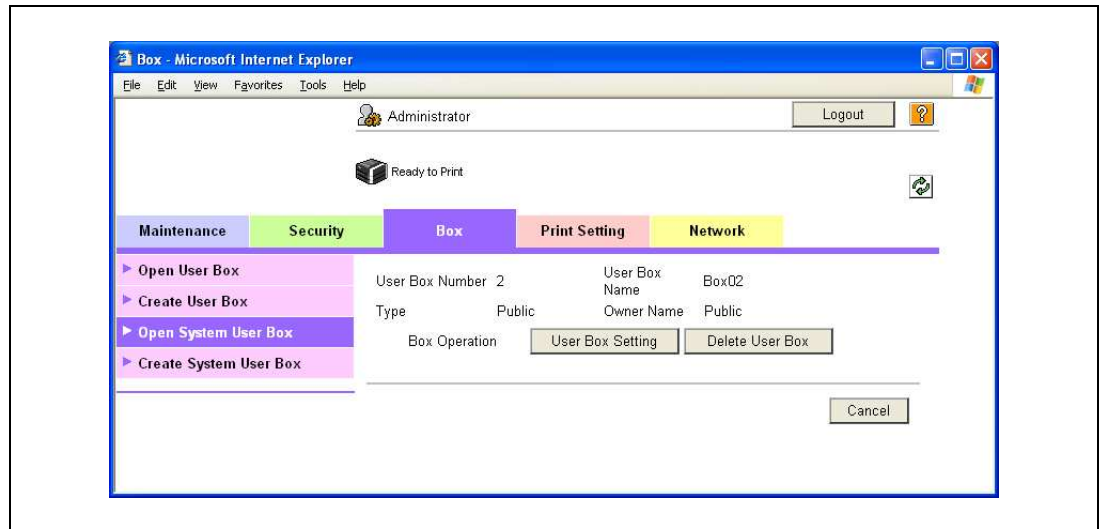 Box - Microsoft Internet Explorer
File Edit View Favorites Tools Help
Administrator
Logout
?
Ready to Print
Maintenance Security Box Print Setting Network
Open User Box
Create User Box
Open System User Box
Create System User Box
User Box Number 2 User Box Name Box02
Type Public Owner Name Public
Box Operation User Box Setting Delete User Box
Cancel